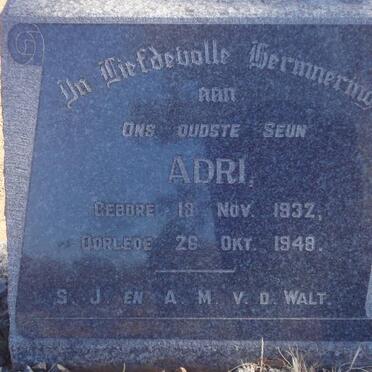 In Liefdevolle Herinnering
aan
Ons oudste Seun
ADRI,
Gebore 18 Nov. 1932,
Oorlede 26 Okt. 1948.
S. J. en A. M. v. d. Walt.